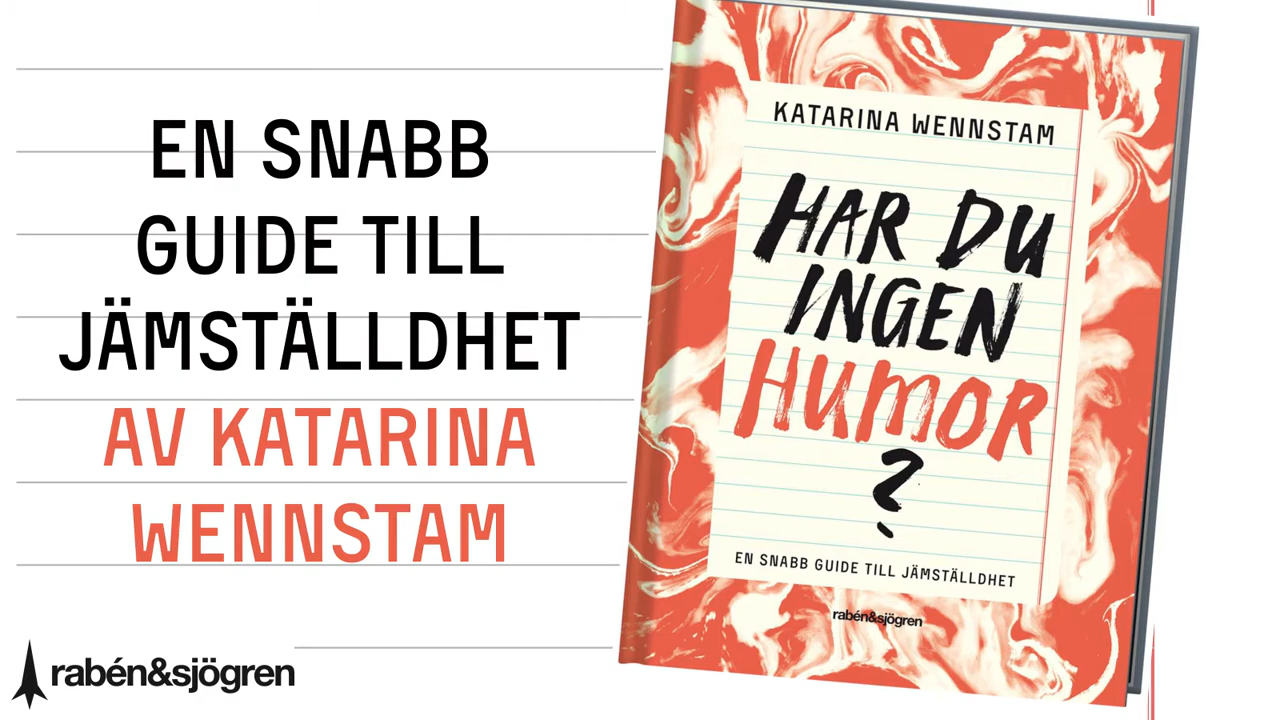 EN SNABB
GUIDE TILL
JÄMSTÄLLDHET
AV KATARINA
WENNSTAM
rabén&sjögren
KATARINA WENNSTAM
HAR DU
INGEN
HUMOR
?
EN SNABB GUIDE TILL JÄMSTÄLLDHET
rabén&sjögren